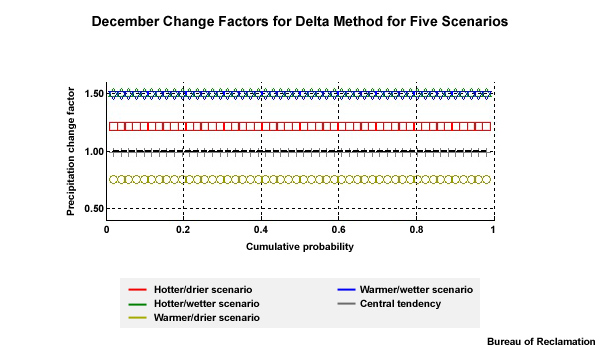 December Change Factors for Delta Method for Five Scenarios
Precipitation change factor
1.50
1.00
0.50
0 0.2 0.4 0.6 0.8 1
Cumulative probability
Hotter/drier scenario
Hotter/wetter scenario
Warmer/drier scenario
Warmer/wetter scenario
Central tendency
Bureau of Reclamation